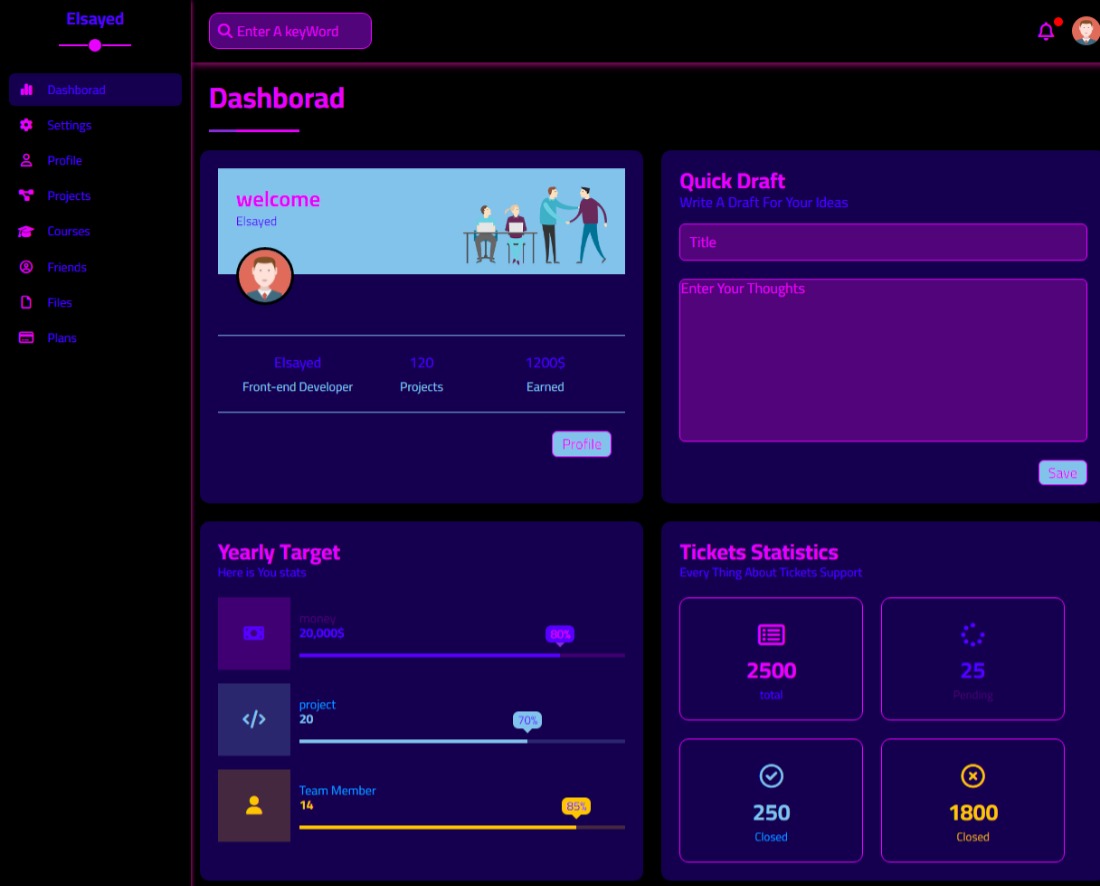 Elsayed
Enter A keyWord
Dashborad
Settings
Profile
Projects
Courses
Friends
Files
Plans
Dashborad
welcome
Elsayed
Elsayed
120
1200$
Front-end Developer
Projects
Earned
Profile
Quick Draft
Write A Draft For Your Ideas
Title
Enter Your Thoughts
Save
Yearly Target
Here is You stats
money
20,000$
80%
project
20
70%
Team Member
14
85%
Tickets Statistics
Every Thing About Tickets Support
2500
total
25
Pending
250
Closed
1800
Closed